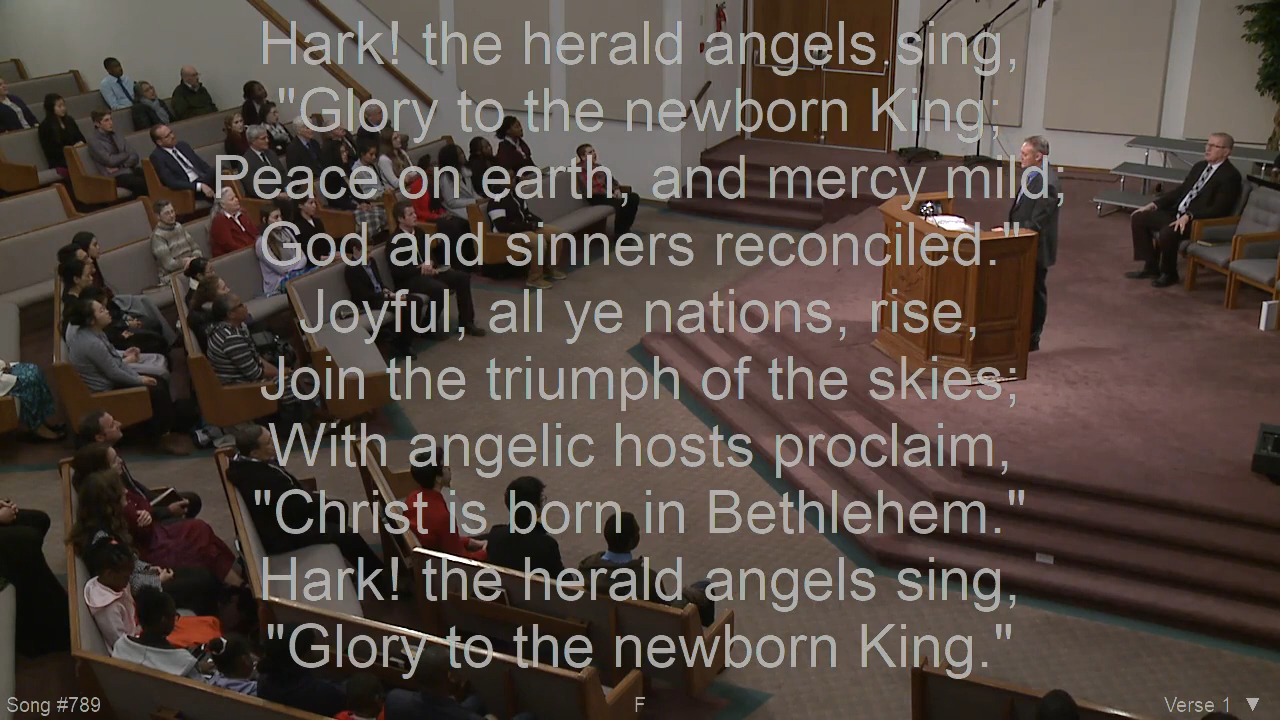 Hark! the herald angels sing,
"Glory to the newborn King;
Peace on earth, and mercy mild;
God and sinners reconciled."
Joyful, all ye nations, rise,
Join the triumph of the skies;
With angelic hosts proclaim,
"Christ is born in Bethlehem."
Hark! the herald angels sing,
"Glory to the newborn King."
Song #789 F Verse 1 ▼